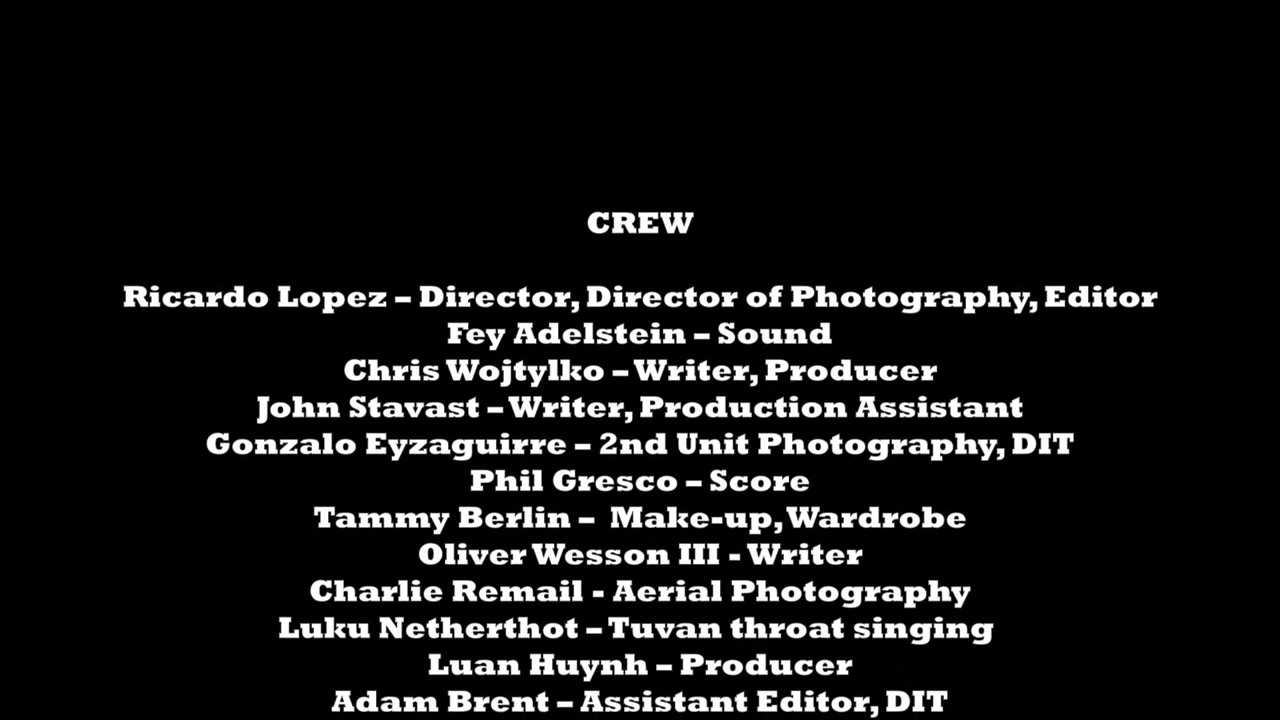 CREW
Ricardo Lopez – Director, Director of Photography, Editor
Fey Adelstein – Sound
Chris Wojtylko – Writer, Producer
John Stavast – Writer, Production Assistant
Gonzalo Eyzaguirre – 2nd Unit Photography, DIT
Phil Gresco – Score
Tammy Berlin –  Make-up, Wardrobe
Oliver Wesson III - Writer
Charlie Remail - Aerial Photography
Luku Netherthot – Tuvan throat singing
Luan Huynh – Producer
Adam Brent – Assistant Editor, DIT